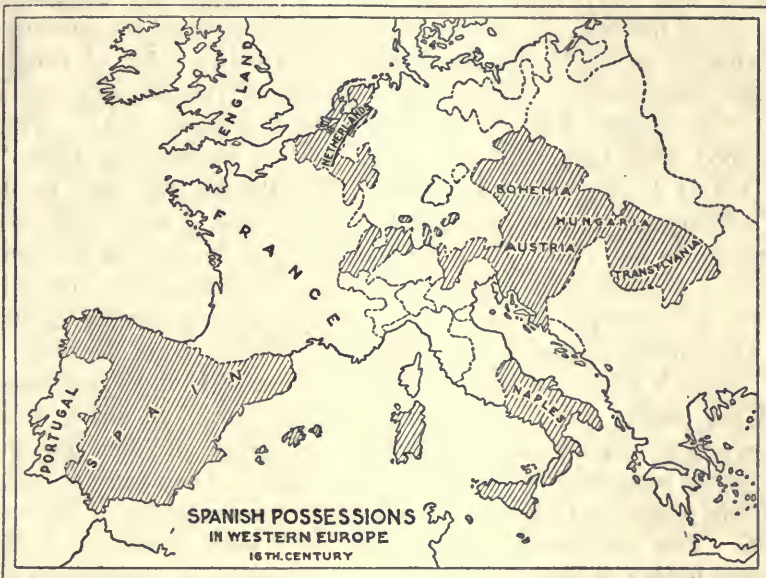 ENGLAND
NETHERLAND
FRANCE
BOHEMIA
HUNGARIA
AUSTRIA
TRANSYLVANIA
SPAIN
PORTUGAL
NAPLES
SPANISH POSSESSIONS
IN WESTERN EUROPE
16TH. CENTURY